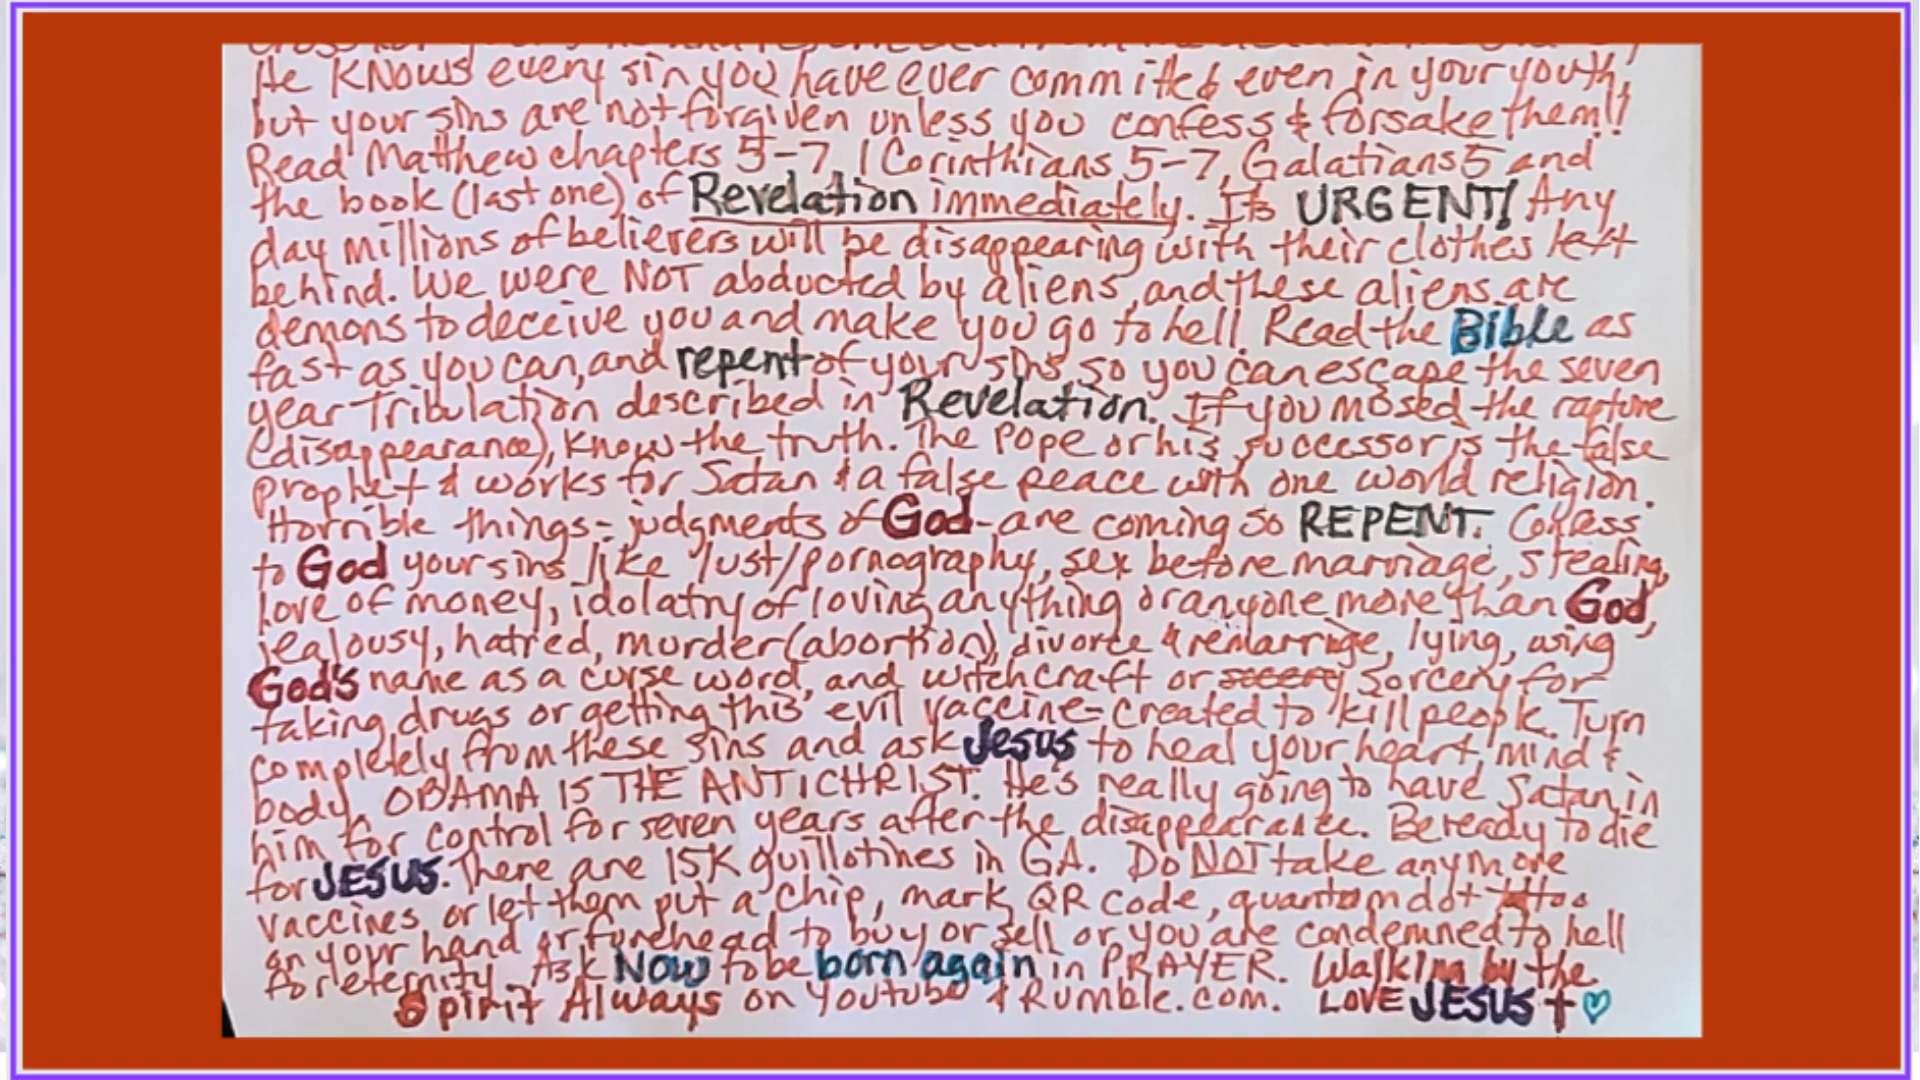 He KNOWS every sin you have ever committed even in your youth,
but your sins are not forgiven unless you confess & forsake them!!
Read Matthew chapters 5-7, 1 Corinthians 5-7, Galatians 5 and
the book (last one) of Revelation immediately. Its URGENT! Any
day millions of believers will be disappearing with their clothes left
behind. We were NOT abducted by aliens, and these aliens are
demons to deceive you and make you go to hell. Read the Bible as
fast as you can, and repent of your sins so you can escape the seven
year Tribulation described in Revelation. If you missed the rapture
(disappearance), know the truth. The Pope or his successor is the false
prophet & works for Satan & a false peace with one world religion.
Horrible things - judgments of God - are coming so REPENT. Confess
to God your sins like lust/pornography, sex before marriage, stealing,
love of money, idolatry of loving anything or anyone more than God,
jealousy, hatred, murder (abortion), divorce & remarrige, lying, using
God's name as a curse word, and witchcraft or sorcery for
taking drugs or getting this evil vaccine - created to kill people. Turn
completely from these sins and ask Jesus to heal your heart, mind &
body. OBAMA IS THE ANTICHRIST. He's really going to have Satan in
him for control for seven years after the disappearance. Be ready to die
for JESUS. There are 15K guillotines in GA. Do NOT take anymore
vaccines or let them put a chip, mark, QR code, quantum dot tattoo
on your hand or forehead to buy or sell or you are condemned to hell
for eternity. Ask NOW to be born again in PRAYER. Walking by the
Spirit Always on Youtube & Rumble.com. LOVE JESUS